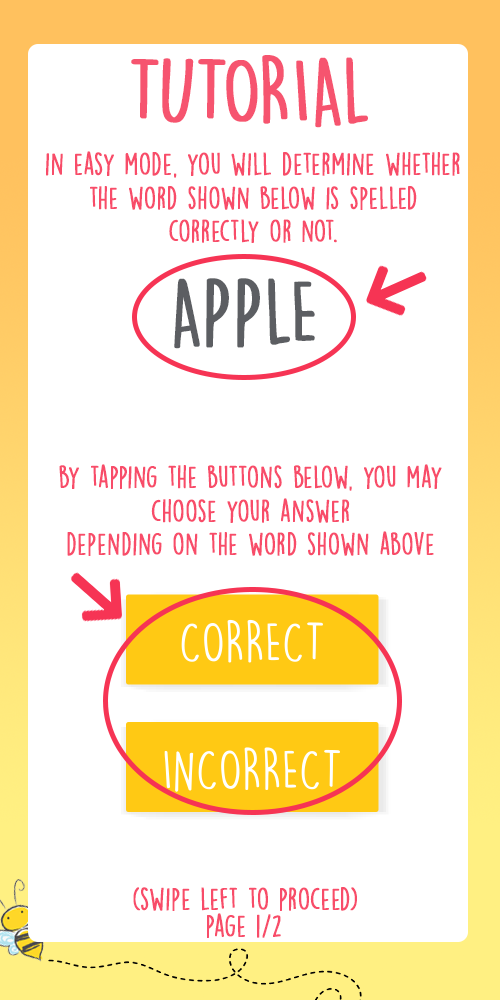 TUTORIAL
IN EASY MODE, YOU WILL DETERMINE WHETHER
THE WORD SHOWN BELOW IS SPELLED
CORRECTLY OR NOT.
APPLE
BY TAPPING THE BUTTONS BELOW, YOU MAY
CHOOSE YOUR ANSWER
DEPENDING ON THE WORD SHOWN ABOVE
CORRECT
INCORRECT
(SWIPE LEFT TO PROCEED)
PAGE 1/2